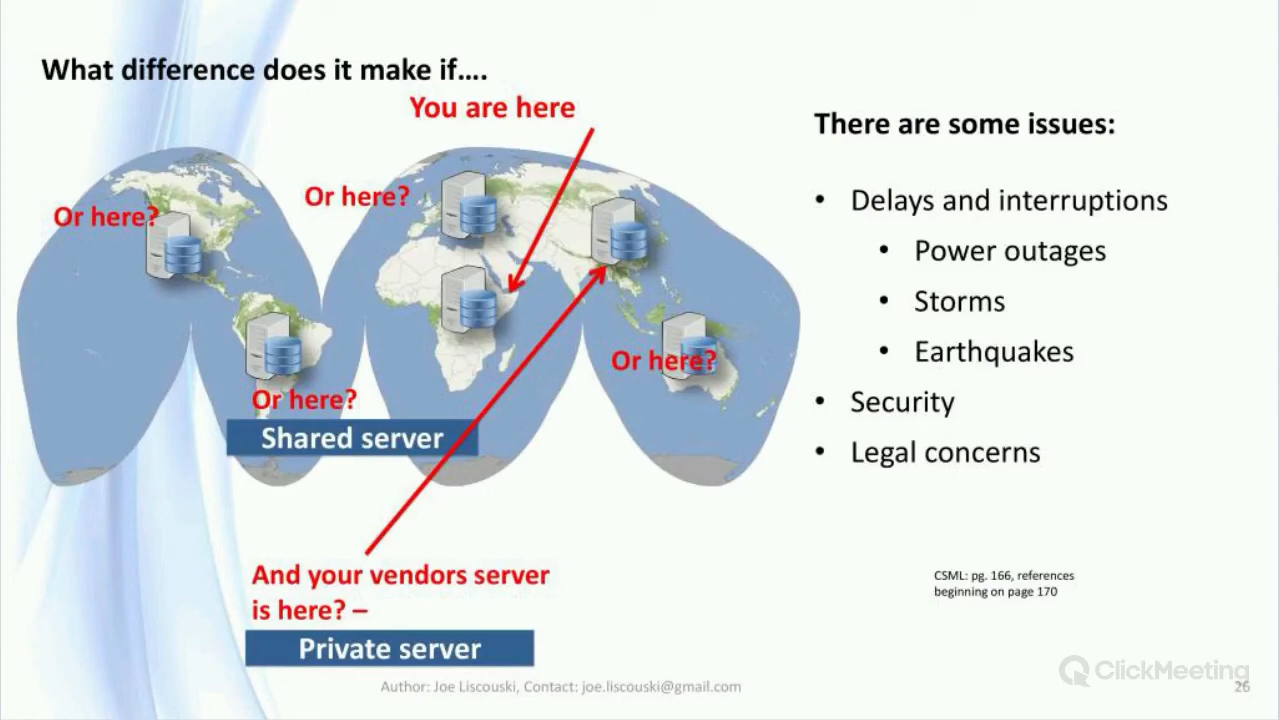 What difference does it make if….
You are here
Or here?
Or here?
Or here?
Or here?
Shared server
And your vendors server
is here? –
Private server
There are some issues:
• Delays and interruptions
• Power outages
• Storms
• Earthquakes
• Security
• Legal concerns
CSML: pg. 166, references
beginning on page 170
Author: Joe Liscouski, Contact: joe.liscouski@gmail.com
ClickMeeting
26